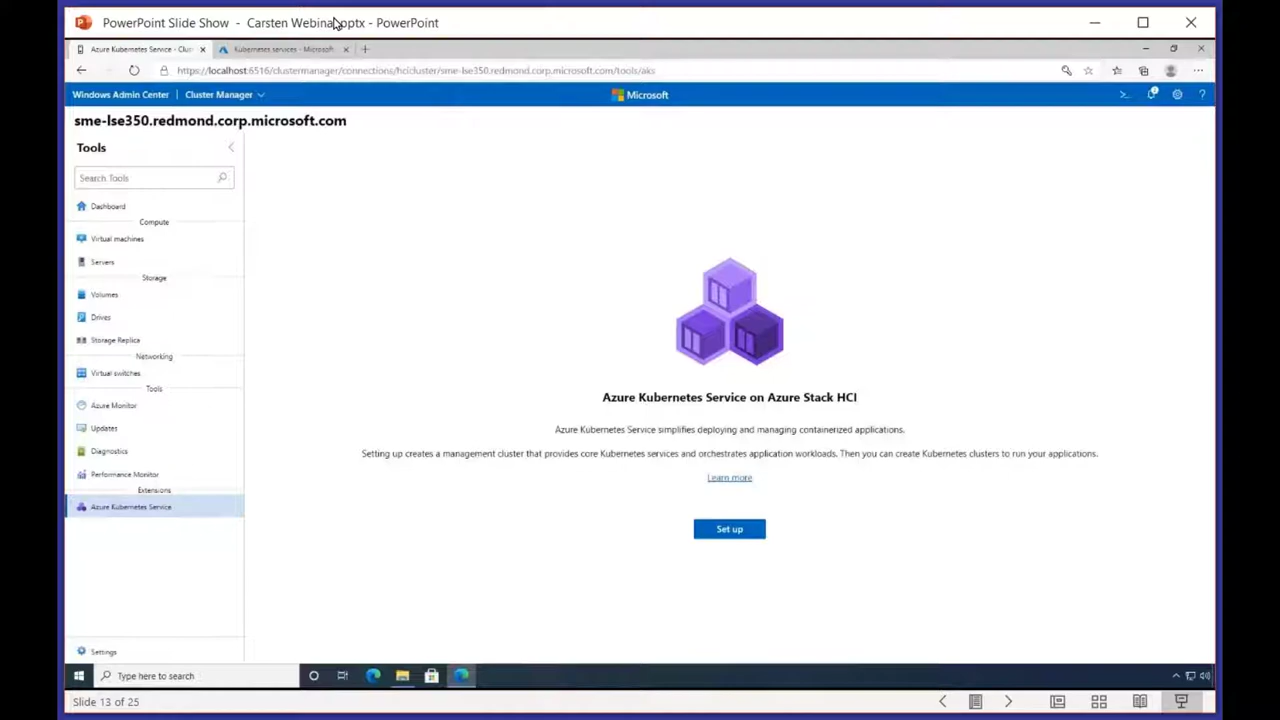 PowerPoint Slide Show - Carsten Webina pptx - PowerPoint
Azure Kubernetes Service - Clus
Kubernetes services - Microsoft
https://localhost:6516/clustermanager/connections/hcicluster/sme-lse350.redmond.corp.microsoft.com/tools/aks
Windows Admin Center | Cluster Manager
Microsoft
sme-lse350.redmond.corp.microsoft.com
Tools
Search Tools
Dashboard
Compute
Virtual machines
Servers
Storage
Volumes
Drives
Storage Replica
Networking
Virtual switches
Tools
Azure Monitor
Updates
Diagnostics
Performance Monitor
Extensions
Azure Kubernetes Service
Settings
Azure Kubernetes Service on Azure Stack HCI
Azure Kubernetes Service simplifies deploying and managing containerized applications.
Setting up creates a management cluster that provides core Kubernetes services and orchestrates application workloads. Then you can create Kubernetes clusters to run your applications.
Learn more
Set up
Type here to search
Slide 13 of 25